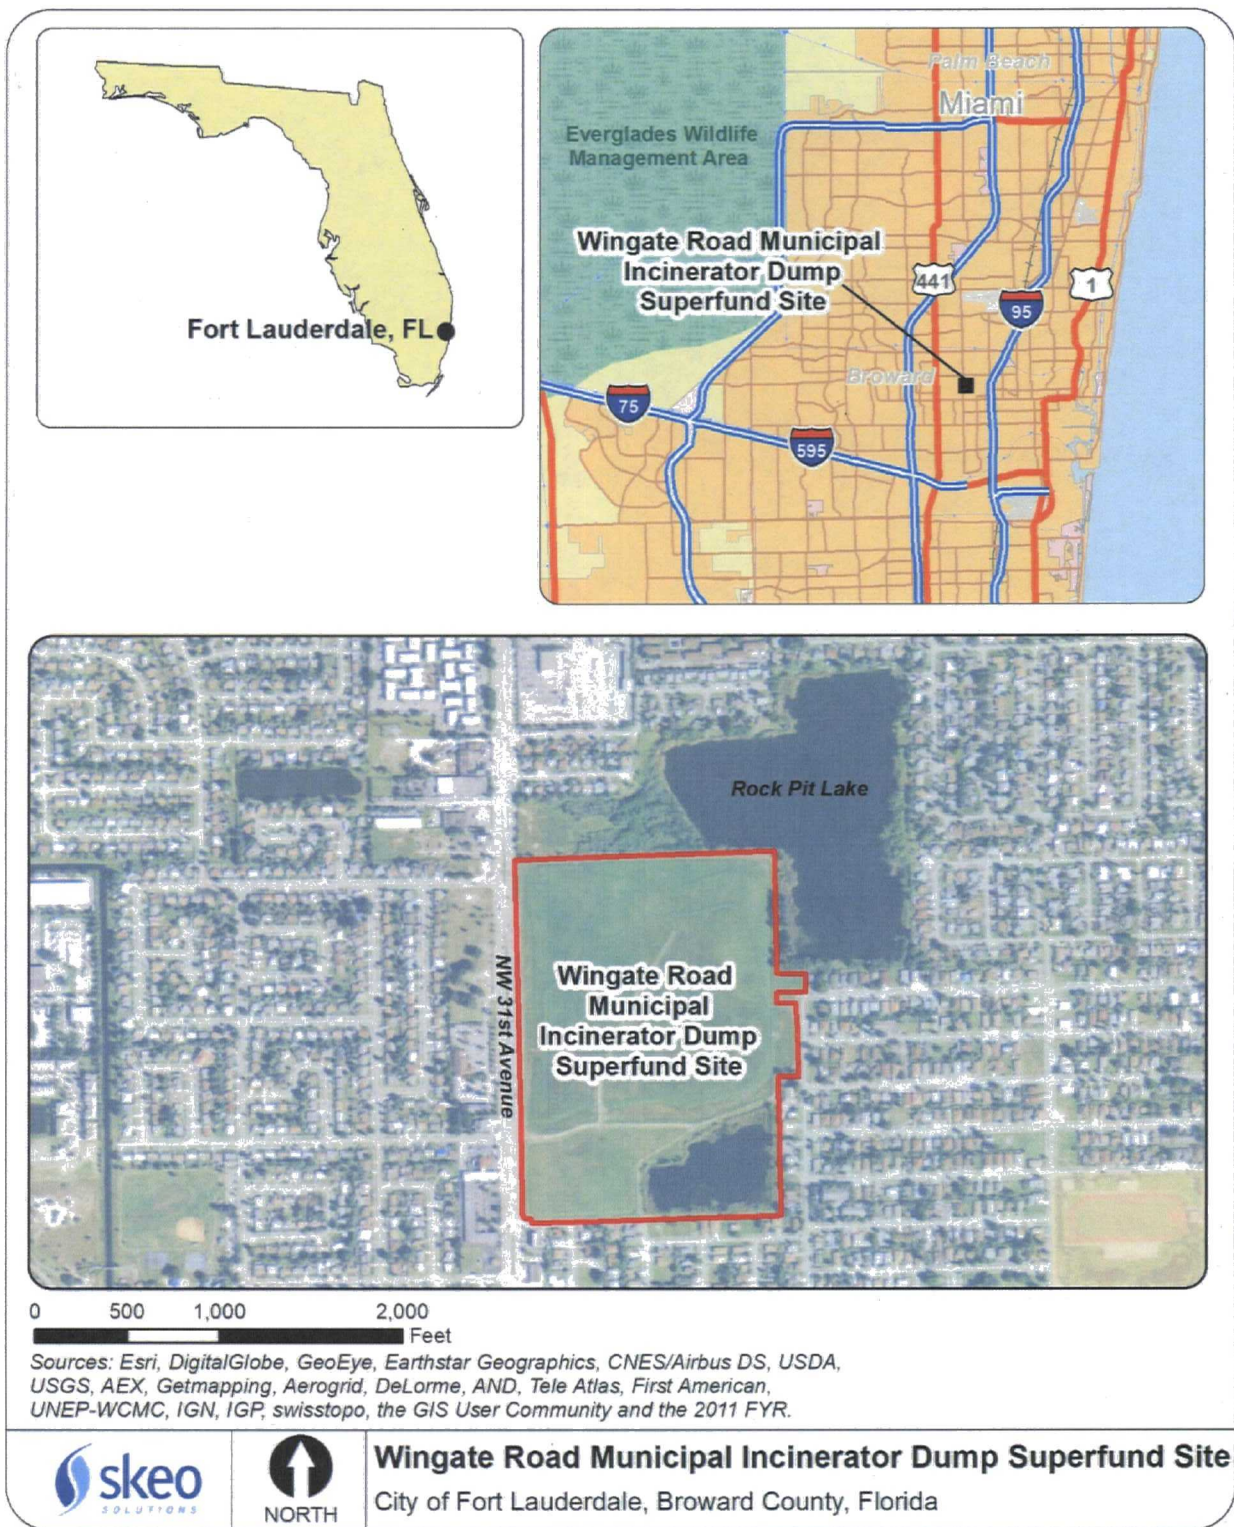 Fort Lauderdale, FL
Palm Beach
Miami
Everglades Wildlife
Management Area
Wingate Road Municipal
Incinerator Dump
Superfund Site
441
1
95
Broward
75
595
Rock Pit Lake
NW 31st Avenue
Wingate Road
Municipal
Incinerator Dump
Superfund Site
0 500 1,000 2,000
Feet
Sources: Esri, DigitalGlobe, GeoEye, Earthstar Geographics, CNES/Airbus DS, USDA,
USGS, AEX, Getmapping, Aerogrid, DeLorme, AND, Tele Atlas, First American,
UNEP-WCMC, IGN, IGP, swisstopo, the GIS User Community and the 2011 FYR.
skeo
SOLUTIONS
NORTH
Wingate Road Municipal Incinerator Dump Superfund Site
City of Fort Lauderdale, Broward County, Florida